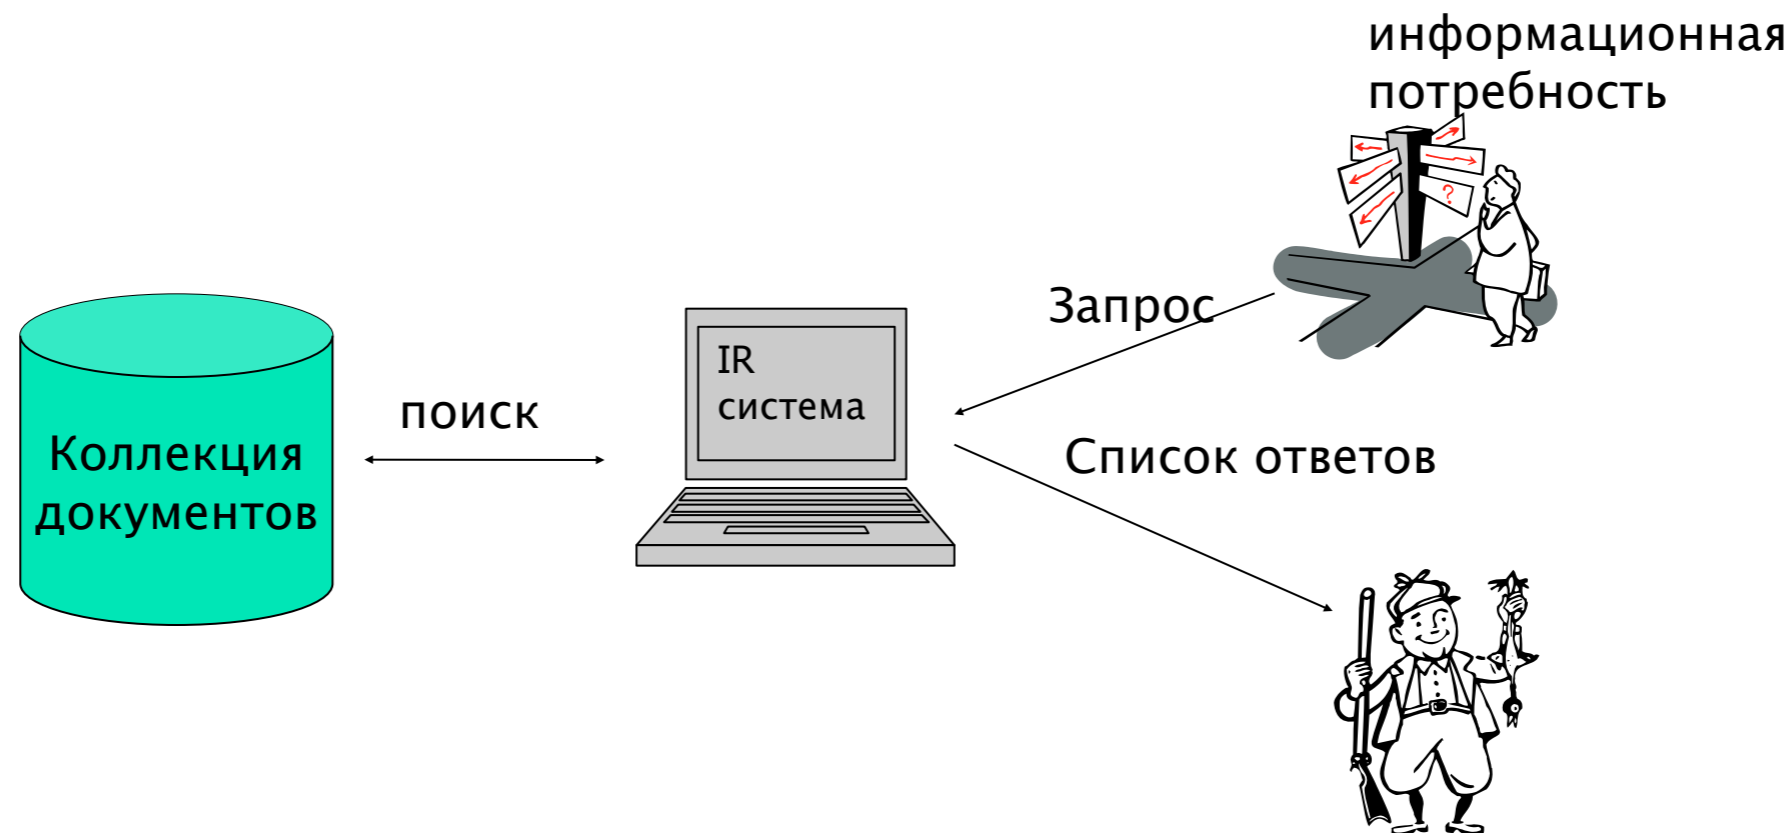 информационная
потребность
?
Запрос
IR
система
поиск
Коллекция
документов
Список ответов